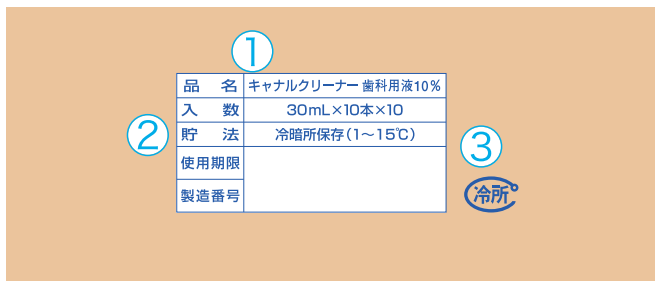 ①
品 名 キャナルクリーナー 歯科用液10％
入 数 30mL×10本×10
② 貯 法 冷暗所保存（1～15℃）
③
使用期限
製造番号
冷所